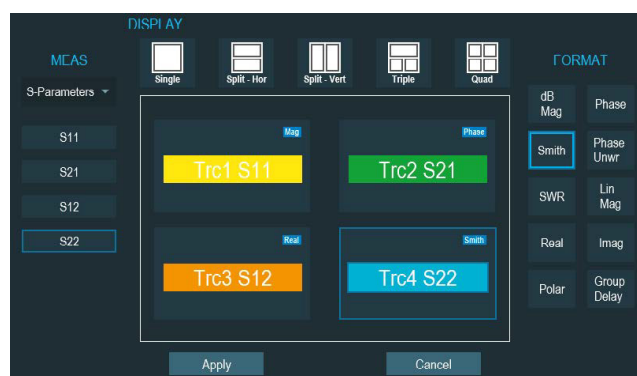 DISPLAY
MEAS
S-Parameters
S11
S21
S12
S22
Single
Split - Hor
Split - Vert
Triple
Quad
Mag
Trc1 S11
Phase
Trc2 S21
Real
Trc3 S12
Smith
Trc4 S22
Apply
Cancel
FORMAT
dB
Mag
Phase
Smith
Phase
Unwr
SWR
Lin
Mag
Real
Imag
Polar
Group
Delay